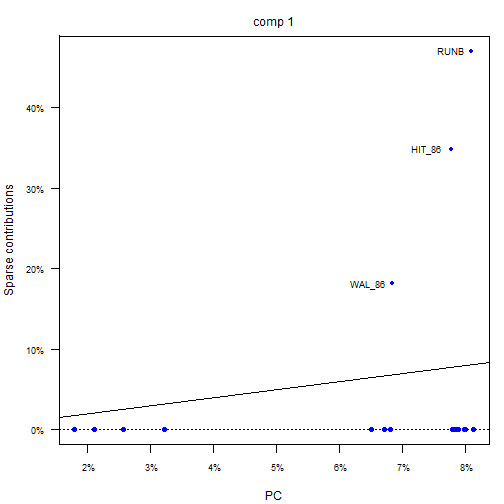 comp 1
RUNB
HIT_86
WAL_86
Sparse contributions
40%
30%
20%
10%
0%
2% 3% 4% 5% 6% 7% 8%
PC